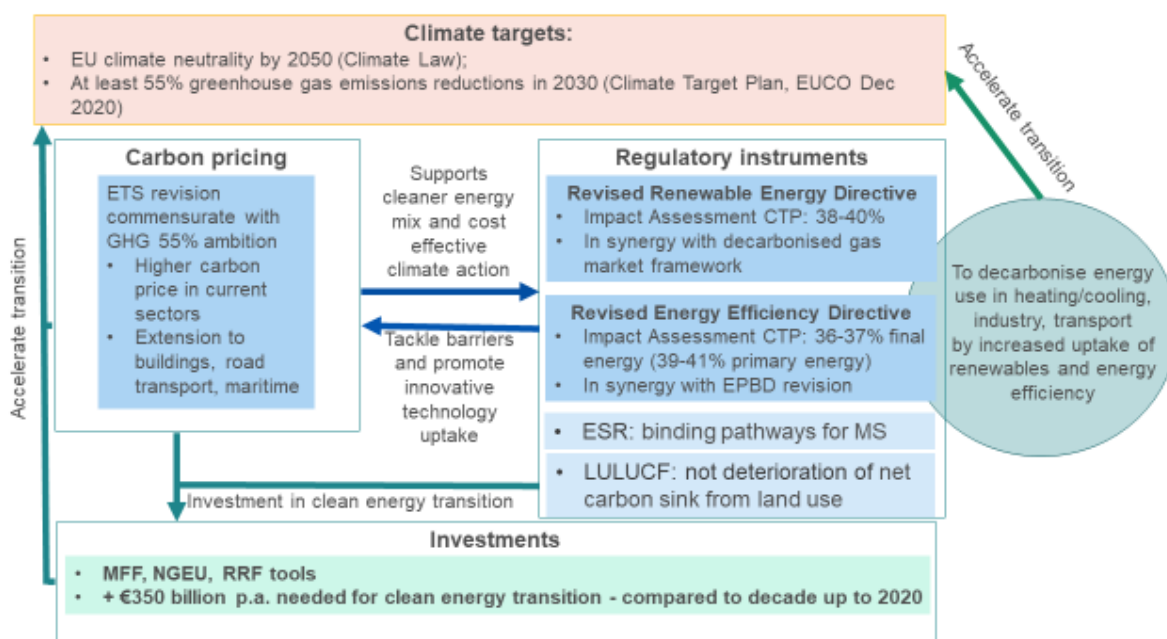 Climate targets:
• EU climate neutrality by 2050 (Climate Law);
• At least 55% greenhouse gas emissions reductions in 2030 (Climate Target Plan, EUCO Dec
2020)
Accelerate transition
Accelerate transition
Carbon pricing
ETS revision
commensurate with
GHG 55% ambition
• Higher carbon
price in current
sectors
• Extension to
buildings, road
transport, maritime
Supports
cleaner energy
mix and cost
effective
climate action
Tackle barriers
and promote
innovative
technology
uptake
Regulatory instruments
Revised Renewable Energy Directive
• Impact Assessment CTP: 38-40%
• In synergy with decarbonised gas
market framework
Revised Energy Efficiency Directive
• Impact Assessment CTP: 36-37% final
energy (39-41% primary energy)
• In synergy with EPBD revision
• ESR: binding pathways for MS
• LULUCF: not deterioration of net
carbon sink from land use
To decarbonise energy
use in heating/cooling,
industry, transport
by increased uptake of
renewables and energy
efficiency
Investment in clean energy transition
Investments
• MFF, NGEU, RRF tools
• + €350 billion p.a. needed for clean energy transition - compared to decade up to 2020